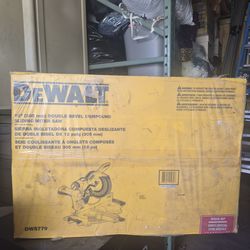 DEWALT
12" (305 mm) DOUBLE BEVEL COMPOUND
SLIDING MITER SAW
SIERRA INGLETADORA COMPUESTA DESLIZANTE
DE DOBLE BISEL DE 12 pulg (305 mm)
SCIE COULISSANTE À ONGLETS COMPOSÉS
ET DOUBLE BISEAU 305 mm (12 po)
DWS779